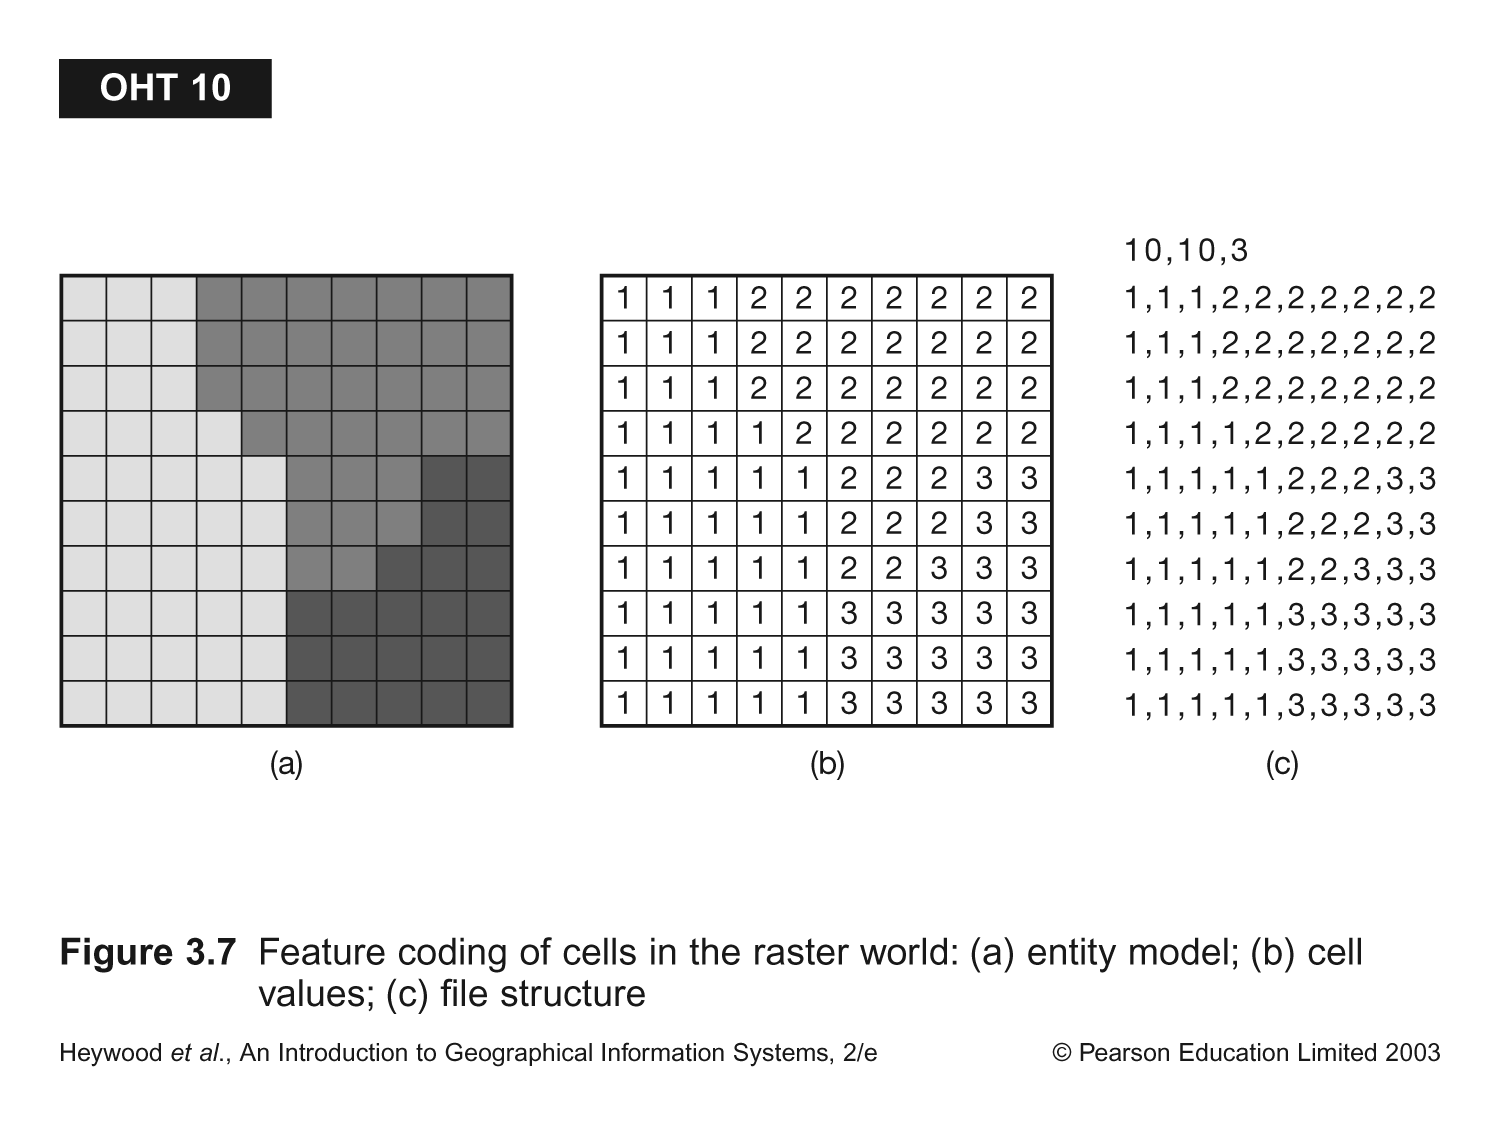 OHT 10
1 1 1 2 2 2 2 2 2 2
1 1 1 2 2 2 2 2 2 2
1 1 1 2 2 2 2 2 2 2
1 1 1 1 2 2 2 2 2 2
1 1 1 1 1 2 2 2 3 3
1 1 1 1 1 2 2 2 3 3
1 1 1 1 1 2 2 3 3 3
1 1 1 1 1 3 3 3 3 3
1 1 1 1 1 3 3 3 3 3
1 1 1 1 1 3 3 3 3 3
10,10,3
1,1,1,2,2,2,2,2,2,2
1,1,1,2,2,2,2,2,2,2
1,1,1,2,2,2,2,2,2,2
1,1,1,1,2,2,2,2,2,2
1,1,1,1,1,2,2,2,3,3
1,1,1,1,1,2,2,2,3,3
1,1,1,1,1,2,2,3,3,3
1,1,1,1,1,3,3,3,3,3
1,1,1,1,1,3,3,3,3,3
1,1,1,1,1,3,3,3,3,3
(a) (b) (c)
Figure 3.7 Feature coding of cells in the raster world: (a) entity model; (b) cell
values; (c) file structure
Heywood et al., An Introduction to Geographical Information Systems, 2/e
© Pearson Education Limited 2003